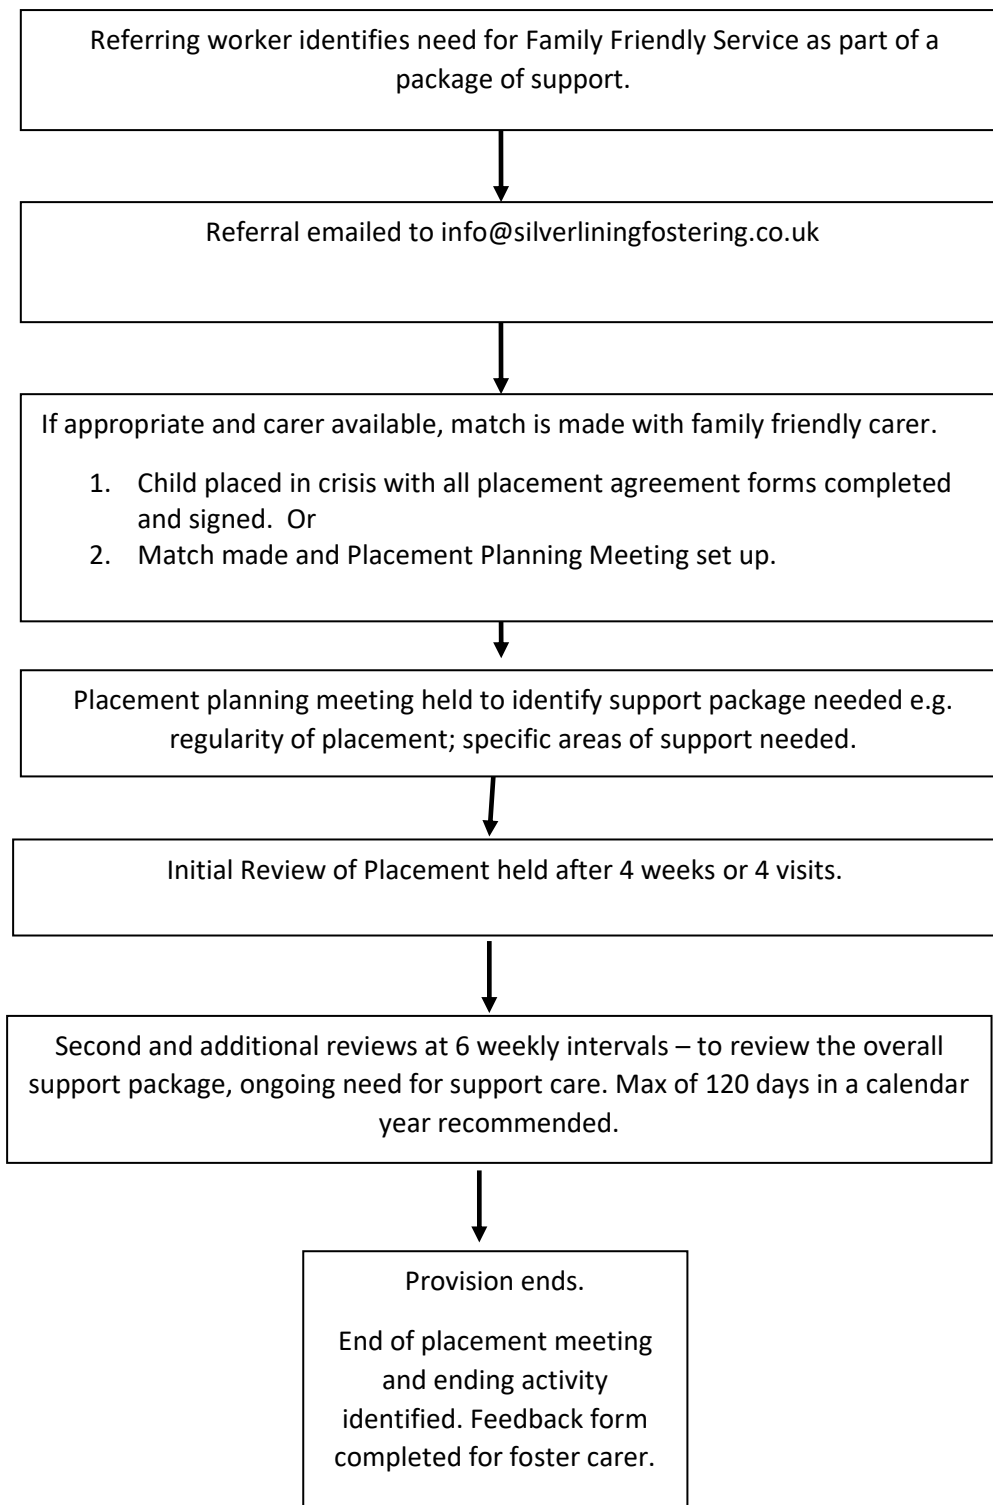 Referring worker identifies need for Family Friendly Service as part of a
package of support.
Referral emailed to info@silverliningfostering.co.uk
If appropriate and carer available, match is made with family friendly carer.
1. Child placed in crisis with all placement agreement forms completed
and signed. Or
2. Match made and Placement Planning Meeting set up.
Placement planning meeting held to identify support package needed e.g.
regularity of placement; specific areas of support needed.
Initial Review of Placement held after 4 weeks or 4 visits.
Second and additional reviews at 6 weekly intervals – to review the overall
support package, ongoing need for support care. Max of 120 days in a calendar
year recommended.
Provision ends.
End of placement meeting
and ending activity
identified. Feedback form
completed for foster carer.